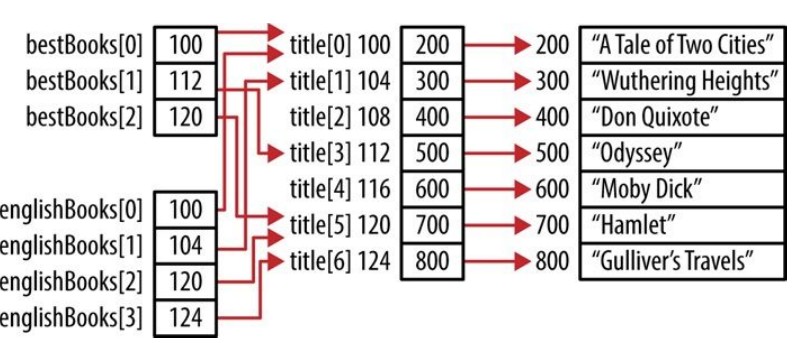 bestBooks[0] 100 title[0] 100 200 200 "A Tale of Two Cities"
bestBooks[1] 112 title[1] 104 300 300 "Wuthering Heights"
bestBooks[2] 120 title[2] 108 400 400 "Don Quixote"
title[3] 112 500 500 "Odyssey"
title[4] 116 600 600 "Moby Dick"
englishBooks[0] 100
title[5] 120 700 700 "Hamlet"
englishBooks[1] 104
title[6] 124 800 800 "Gulliver's Travels"
englishBooks[2] 120
englishBooks[3] 124